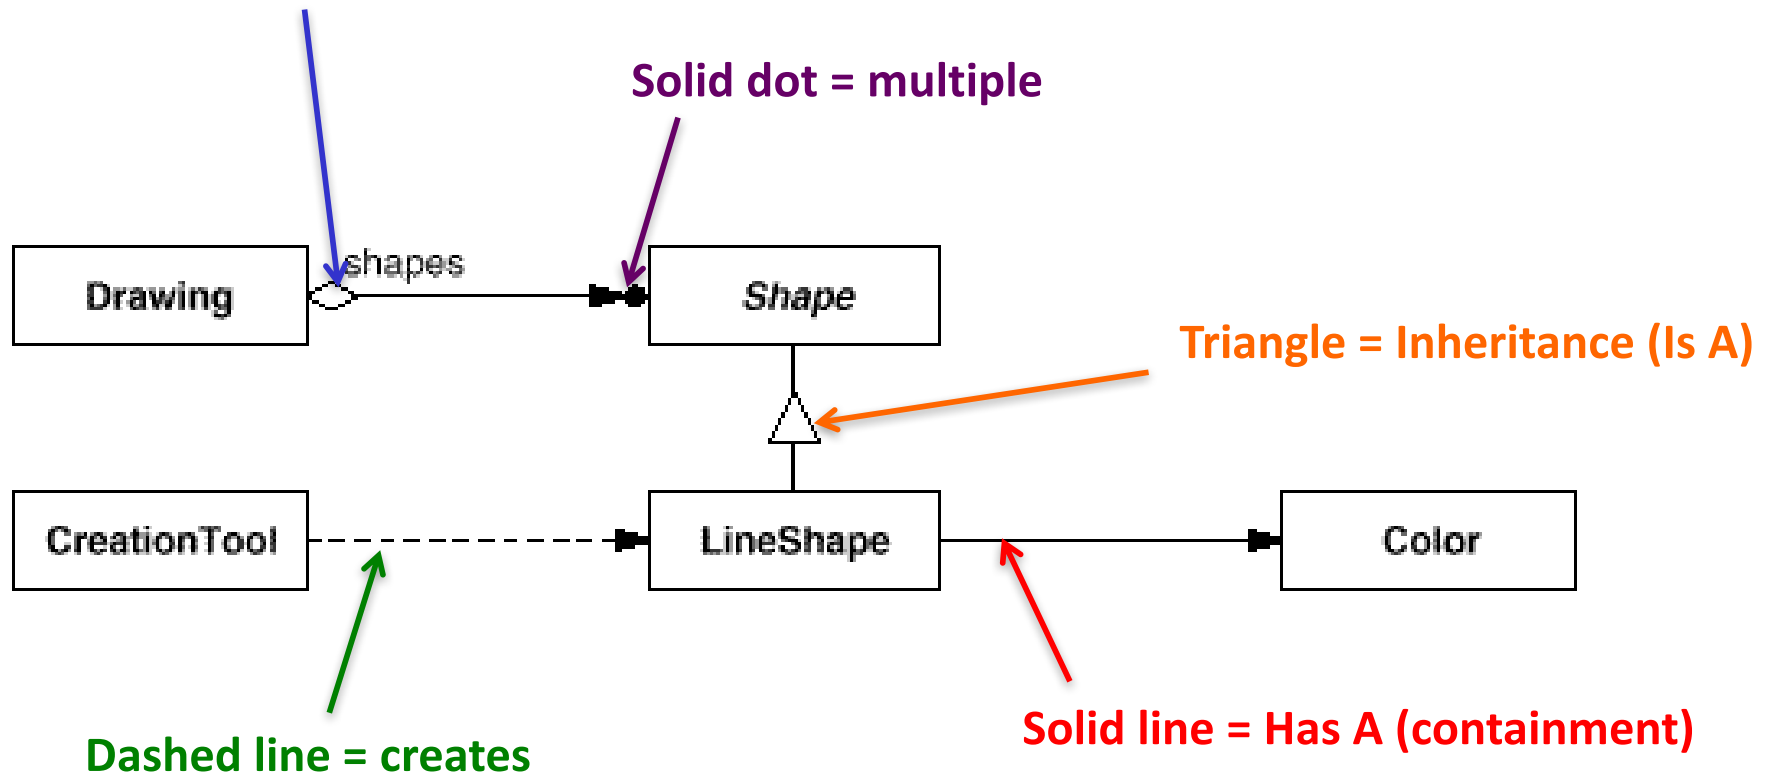 Solid dot = multiple
shapes
Drawing
Shape
Triangle = Inheritance (Is A)
CreationTool
LineShape
Color
Solid line = Has A (containment)
Dashed line = creates